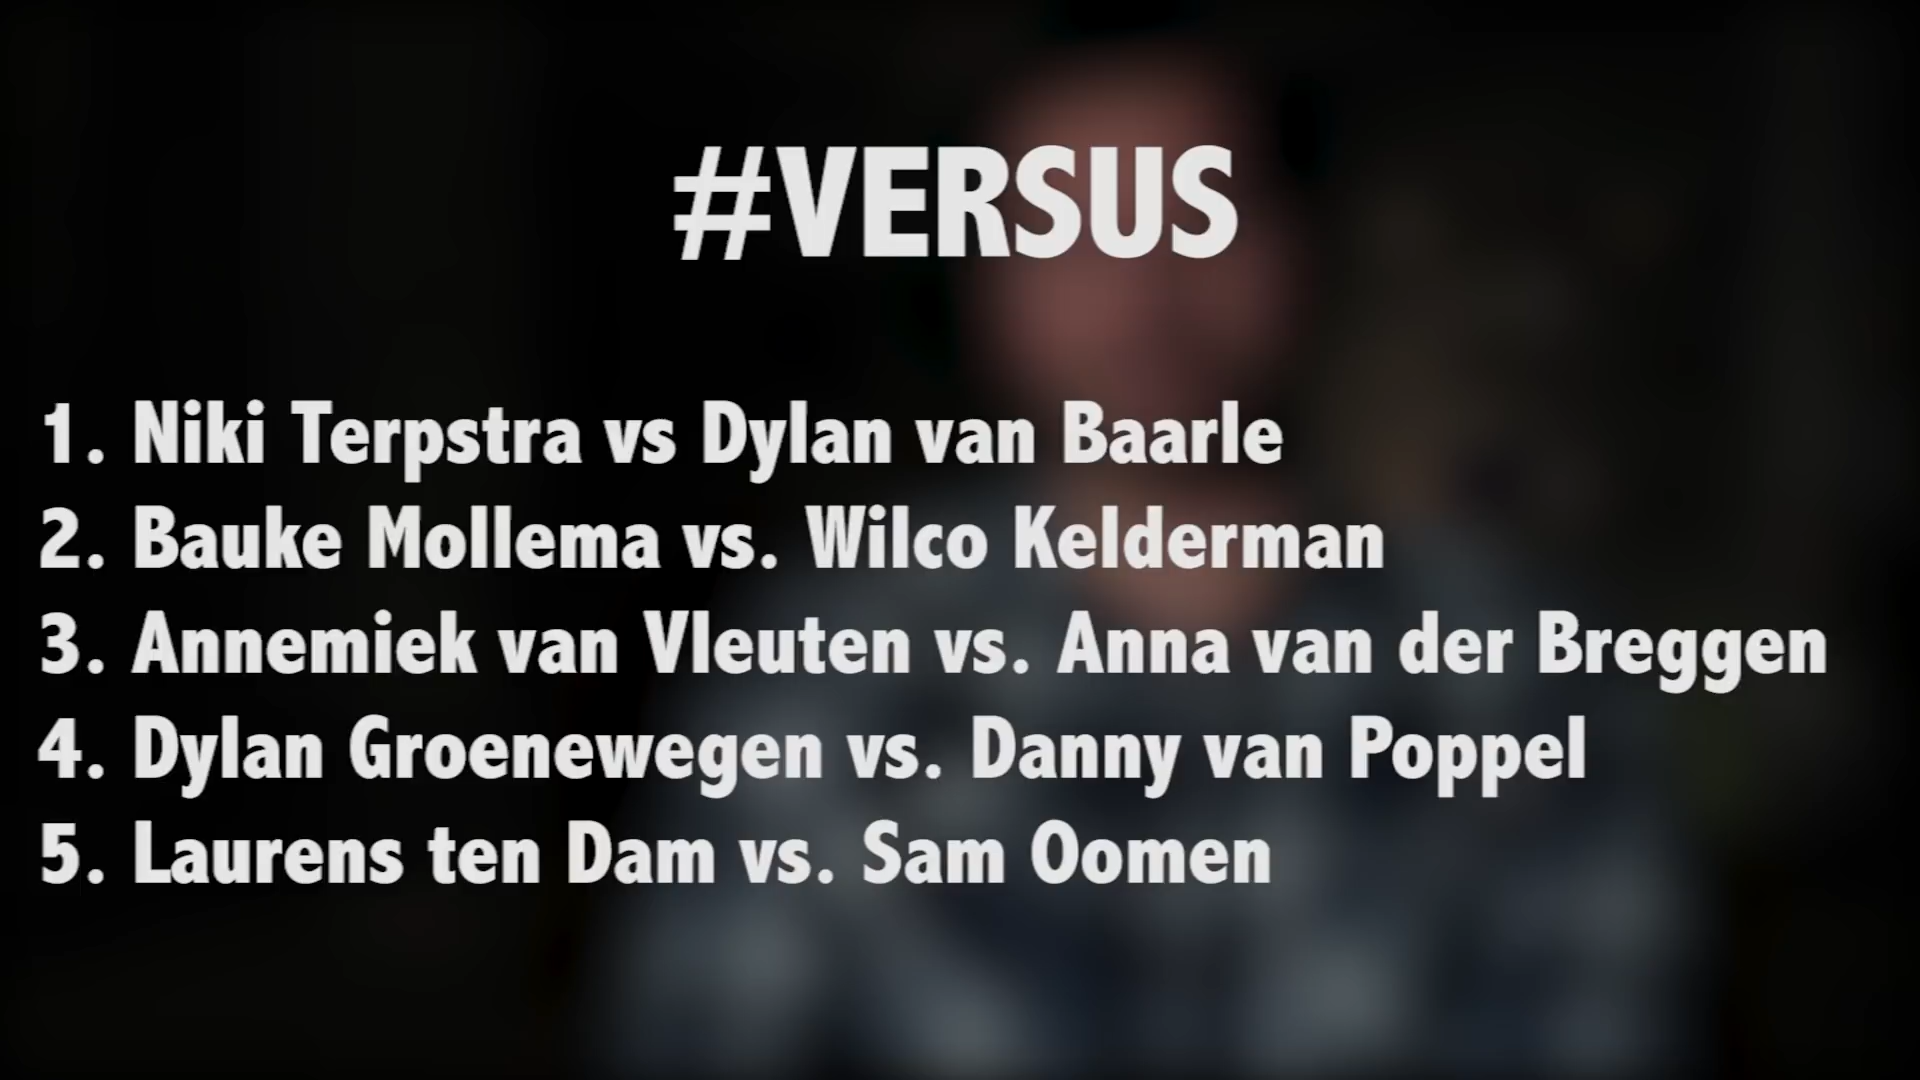 #VERSUS
1. Niki Terpstra vs Dylan van Baarle
2. Bauke Mollema vs. Wilco Kelderman
3. Annemiek van Vleuten vs. Anna van der Breggen
4. Dylan Groenewegen vs. Danny van Poppel
5. Laurens ten Dam vs. Sam Oomen